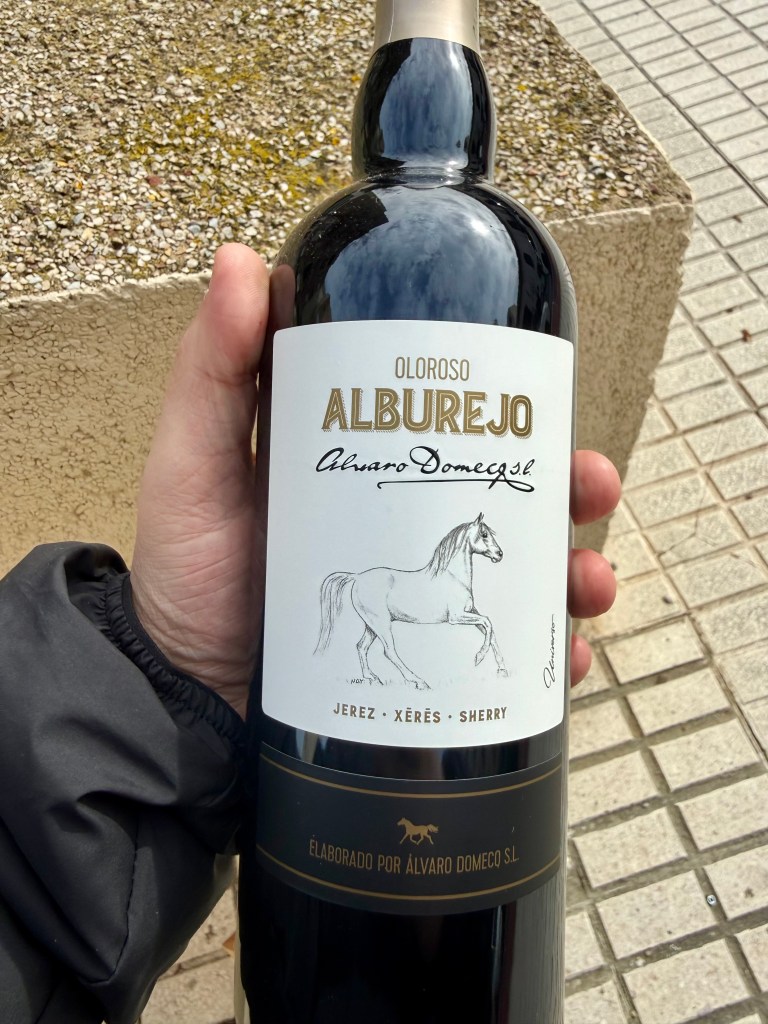 OLOROSO
ALBUREJO
Alvaro Domecq s.l.
JEREZ · XÉRÈS · SHERRY
ELABORADO POR ÁLVARO DOMECQ S.L.